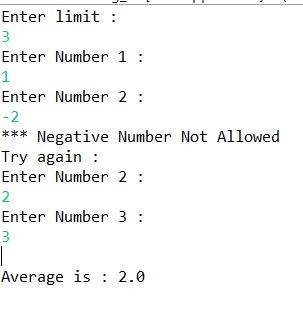 Enter limit :
3
Enter Number 1 :
1
Enter Number 2 :
-2
*** Negative Number Not Allowed
Try again :
Enter Number 2 :
2
Enter Number 3 :
3
Average is : 2.0